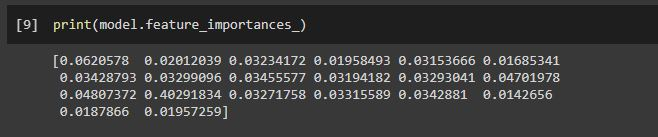 [9] print(model.feature_importances_)
[0.0620578 0.02012039 0.03234172 0.01958493 0.03153666 0.01685341
0.03428793 0.03299096 0.03455577 0.03194182 0.03293041 0.04701978
0.04807372 0.40291834 0.03271758 0.03315589 0.0342881 0.0142656
0.0187866 0.01957259]